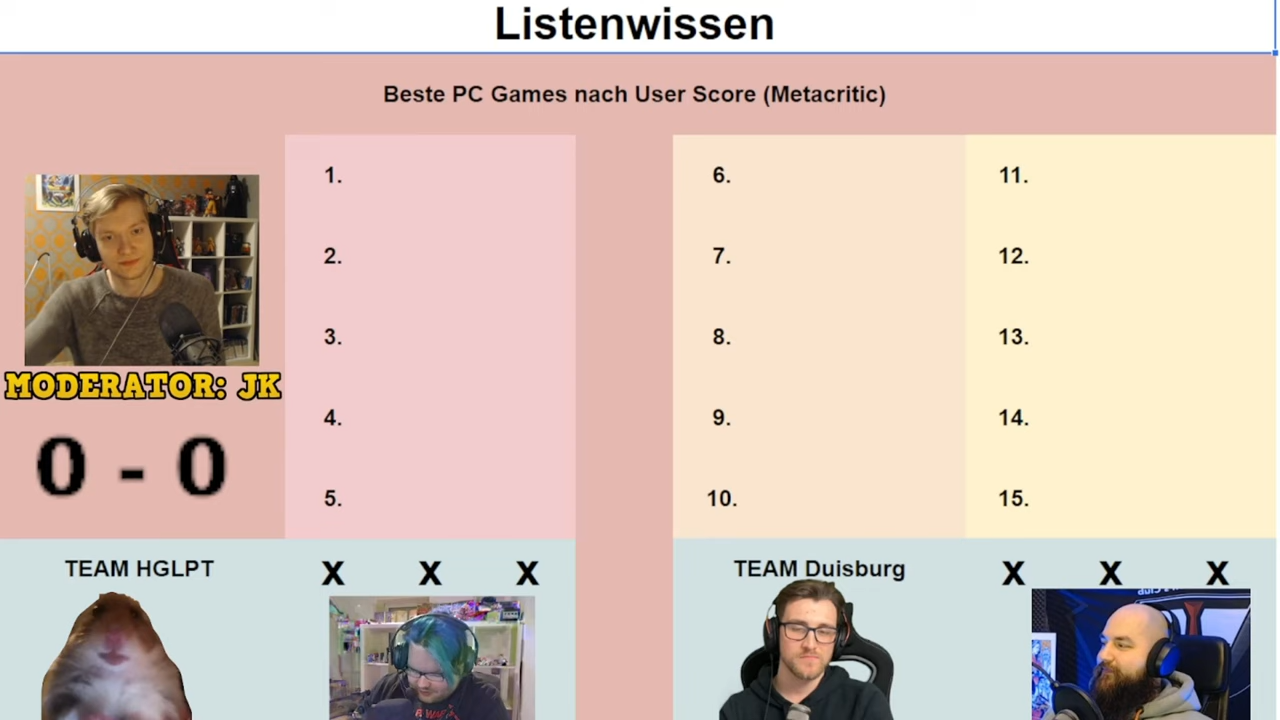 Listenwissen
Beste PC Games nach User Score (Metacritic)
1.
2.
3.
4.
5.
6.
7.
8.
9.
10.
11.
12.
13.
14.
15.
MODERATOR: JK
0 - 0
TEAM HGLPT
X X X
TEAM Duisburg
X X X